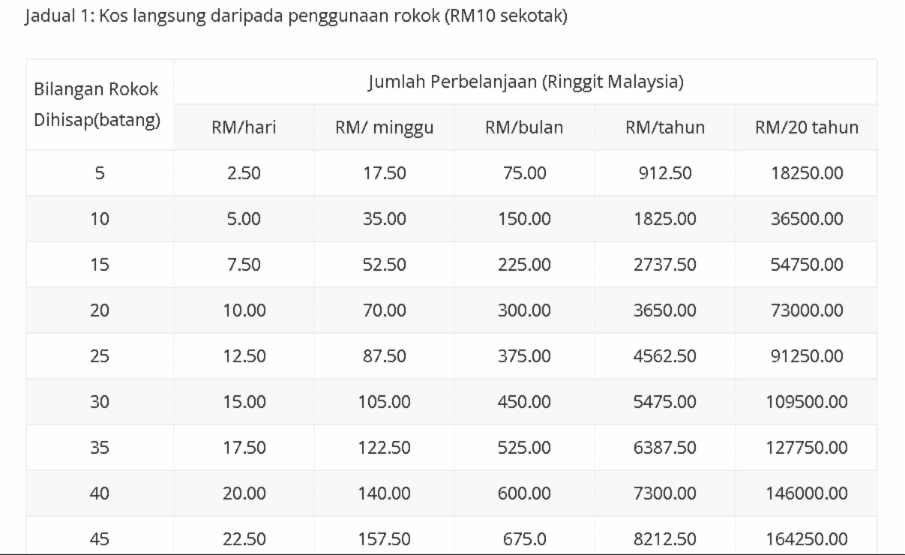 Jadual 1: Kos langsung daripada penggunaan rokok (RM10 sekotak)
Bilangan Rokok Dihisap(batang) Jumlah Perbelanjaan (Ringgit Malaysia)
RM/hari RM/ minggu RM/bulan RM/tahun RM/20 tahun
5 2.50 17.50 75.00 912.50 18250.00
10 5.00 35.00 150.00 1825.00 36500.00
15 7.50 52.50 225.00 2737.50 54750.00
20 10.00 70.00 300.00 3650.00 73000.00
25 12.50 87.50 375.00 4562.50 91250.00
30 15.00 105.00 450.00 5475.00 109500.00
35 17.50 122.50 525.00 6387.50 127750.00
40 20.00 140.00 600.00 7300.00 146000.00
45 22.50 157.50 675.0 8212.50 164250.00